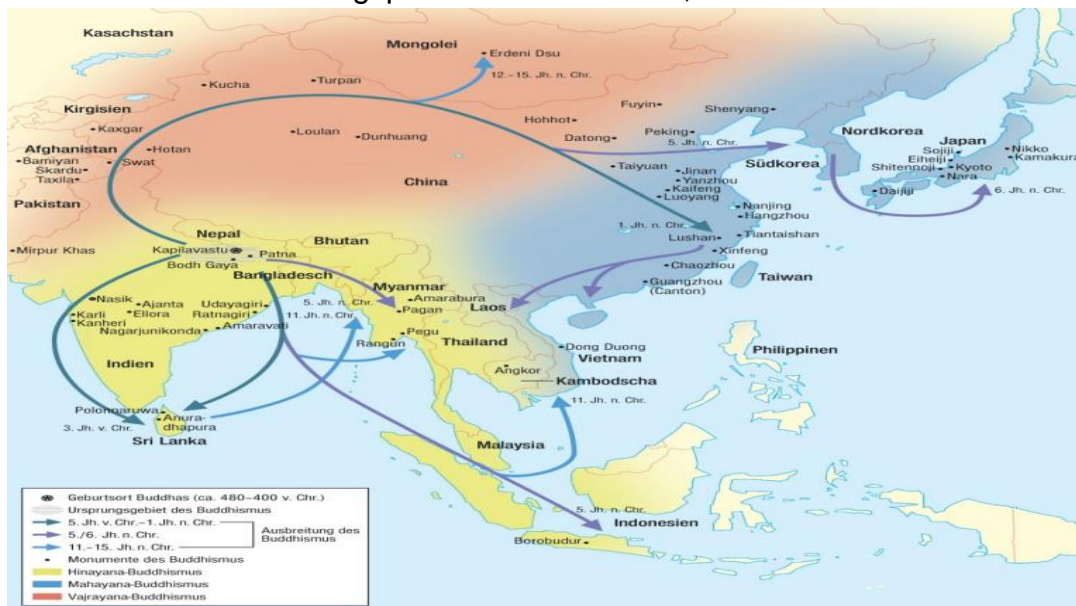 Kasachstan
Mongolei
Erdeni Dsu
12.–15. Jh. n. Chr.
Turpan
Kucha
Kirgisien
Kaxgar
Fuyin
Shenyang
Hohhot
Loulan
Dunhuang
Datong
Peking
5. Jh. n. Chr.
Nordkorea
Japan
Afghanistan
Hotan
Bamiyan
Swat
Skardu
Taxila
Taiyuan
Südkorea
Sojiji
Eiheiji
Shitennoji
Kyoto
Nara
Nikko
Kamakura
China
Jinan
Yanzhou
Kaifeng
Luoyang
Daijiji
6. Jh. n. Chr.
Pakistan
Nanjing
Hangzhou
1. Jh. n. Chr.
Lushan
Tiantaishan
Xinfeng
Mirpur Khas
Nepal
Kapilavastu
Bhutan
Patna
Bodh Gaya
Bangladesch
Chaozhou
Guangzhou
(Canton)
Taiwan
Myanmar
Amarabura
Pagan
Laos
5. Jh. n. Chr.
11. Jh. n. Chr.
Nasik
Ajanta
Ellora
Karli
Kanheri
Udayagiri
Ratnagiri
Nagarjunikonda
Amaravati
Pegu
Rangun
Thailand
Dong Duong
Vietnam
Philippinen
Indien
Angkor
Kambodscha
11. Jh. n. Chr.
Polonnaruwa
Anura-
dhapura
3. Jh. v. Chr.
Sri Lanka
Malaysia
5. Jh. n. Chr.
Indonesien
Borobudur
Geburtsort Buddhas (ca. 480–400 v. Chr.)
Ursprungsgebiet des Buddhismus
5. Jh. v. Chr.–1. Jh. n. Chr.
5./6. Jh. n. Chr.
11.–15. Jh. n. Chr.
Ausbreitung des
Buddhismus
Monumente des Buddhismus
Hinayana-Buddhismus
Mahayana-Buddhismus
Vajrayana-Buddhismus